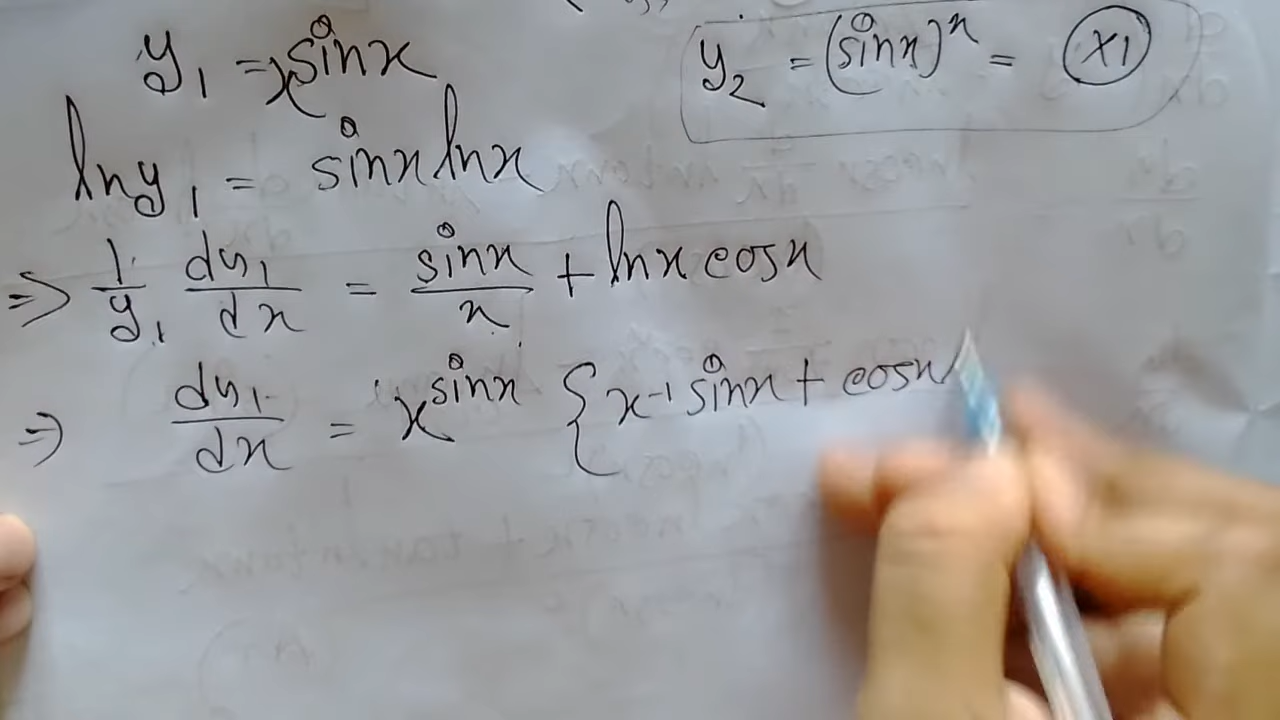 y₁ = x^sinx
y₂ = (sinx)^x = (x1)
ln y₁ = sinx lnx
⇒ 1/y₁ dy₁/dx = sinx/x + lnx cosx
⇒ dy₁/dx = x^sinx { x⁻¹ sinx + cosx